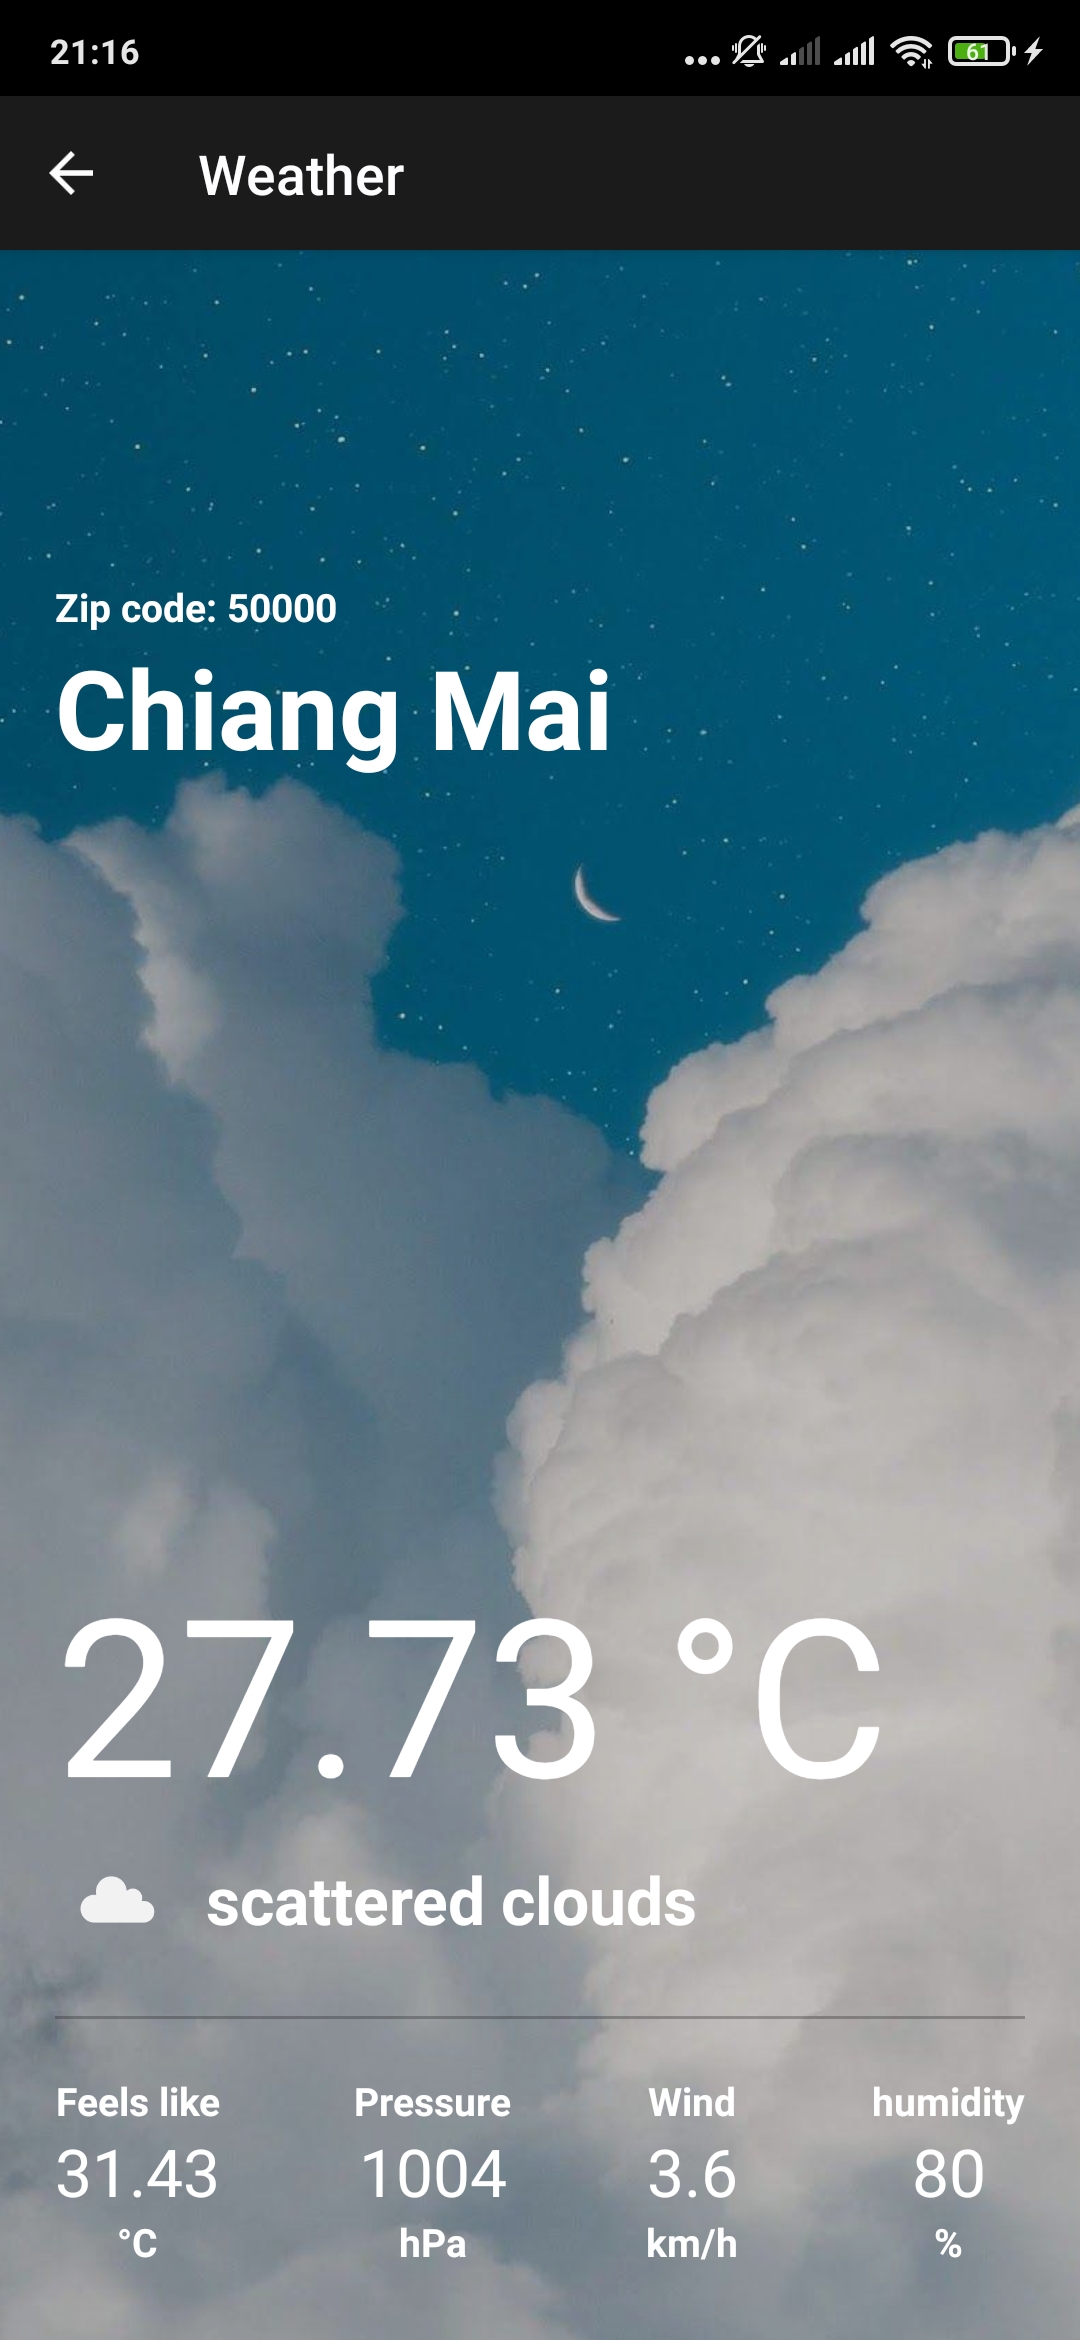 21:16 61
Weather
Zip code: 50000
Chiang Mai
27.73 °C
scattered clouds
Feels like Pressure Wind humidity
31.43 1004 3.6 80
°C hPa km/h %